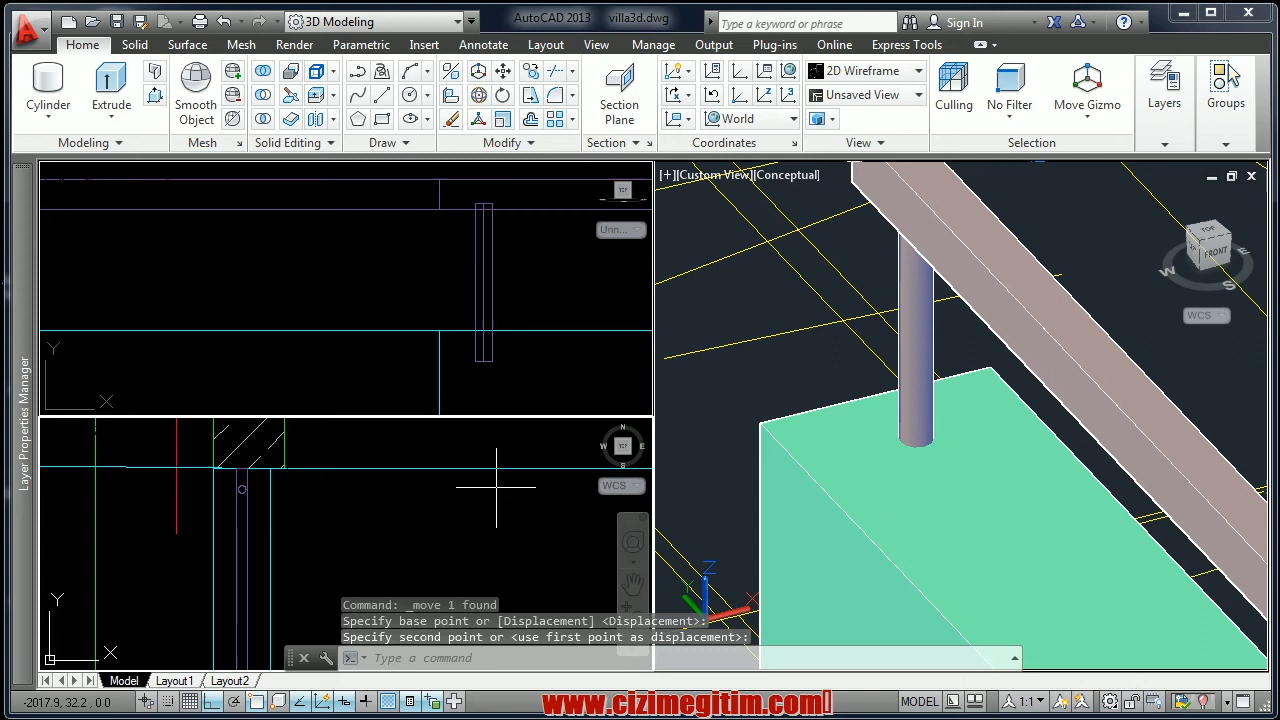 3D Modeling
AutoCAD 2013 villa3d.dwg
Type a keyword or phrase
Sign In
Home Solid Surface Mesh Render Parametric Insert Annotate Layout View Manage Output Plug-ins Online Express Tools
Cylinder
Extrude
Smooth
Object
Section
Plane
World
2D Wireframe
Unsaved View
Culling
No Filter
Move Gizmo
Layers
Groups
Modeling
Mesh
Solid Editing
Draw
Modify
Section
Coordinates
View
Selection
Layer Properties Manager
TOP
Unn...
Y
X
[+][Custom View][Conceptual]
TOP
FRONT
W
S
E
WCS
N
W
TOP
E
S
WCS
Y
X
Z
X
Command: _move 1 found
Specify base point or [Displacement] <Displacement>:
Specify second point or <use first point as displacement>:
Type a command
Model Layout1 Layout2
-2017.9, 32.2, 0.0
www.cizimegitim.com
MODEL
1:1